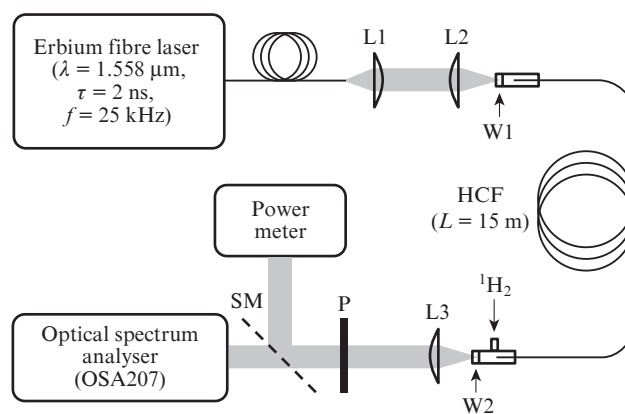 Erbium fibre laser
(λ = 1.558 μm,
τ = 2 ns,
f = 25 kHz)
L1
L2
W1
HCF
(L = 15 m)
Power
meter
¹H₂
SM
P
L3
Optical spectrum
analyser
(OSA207)
W2